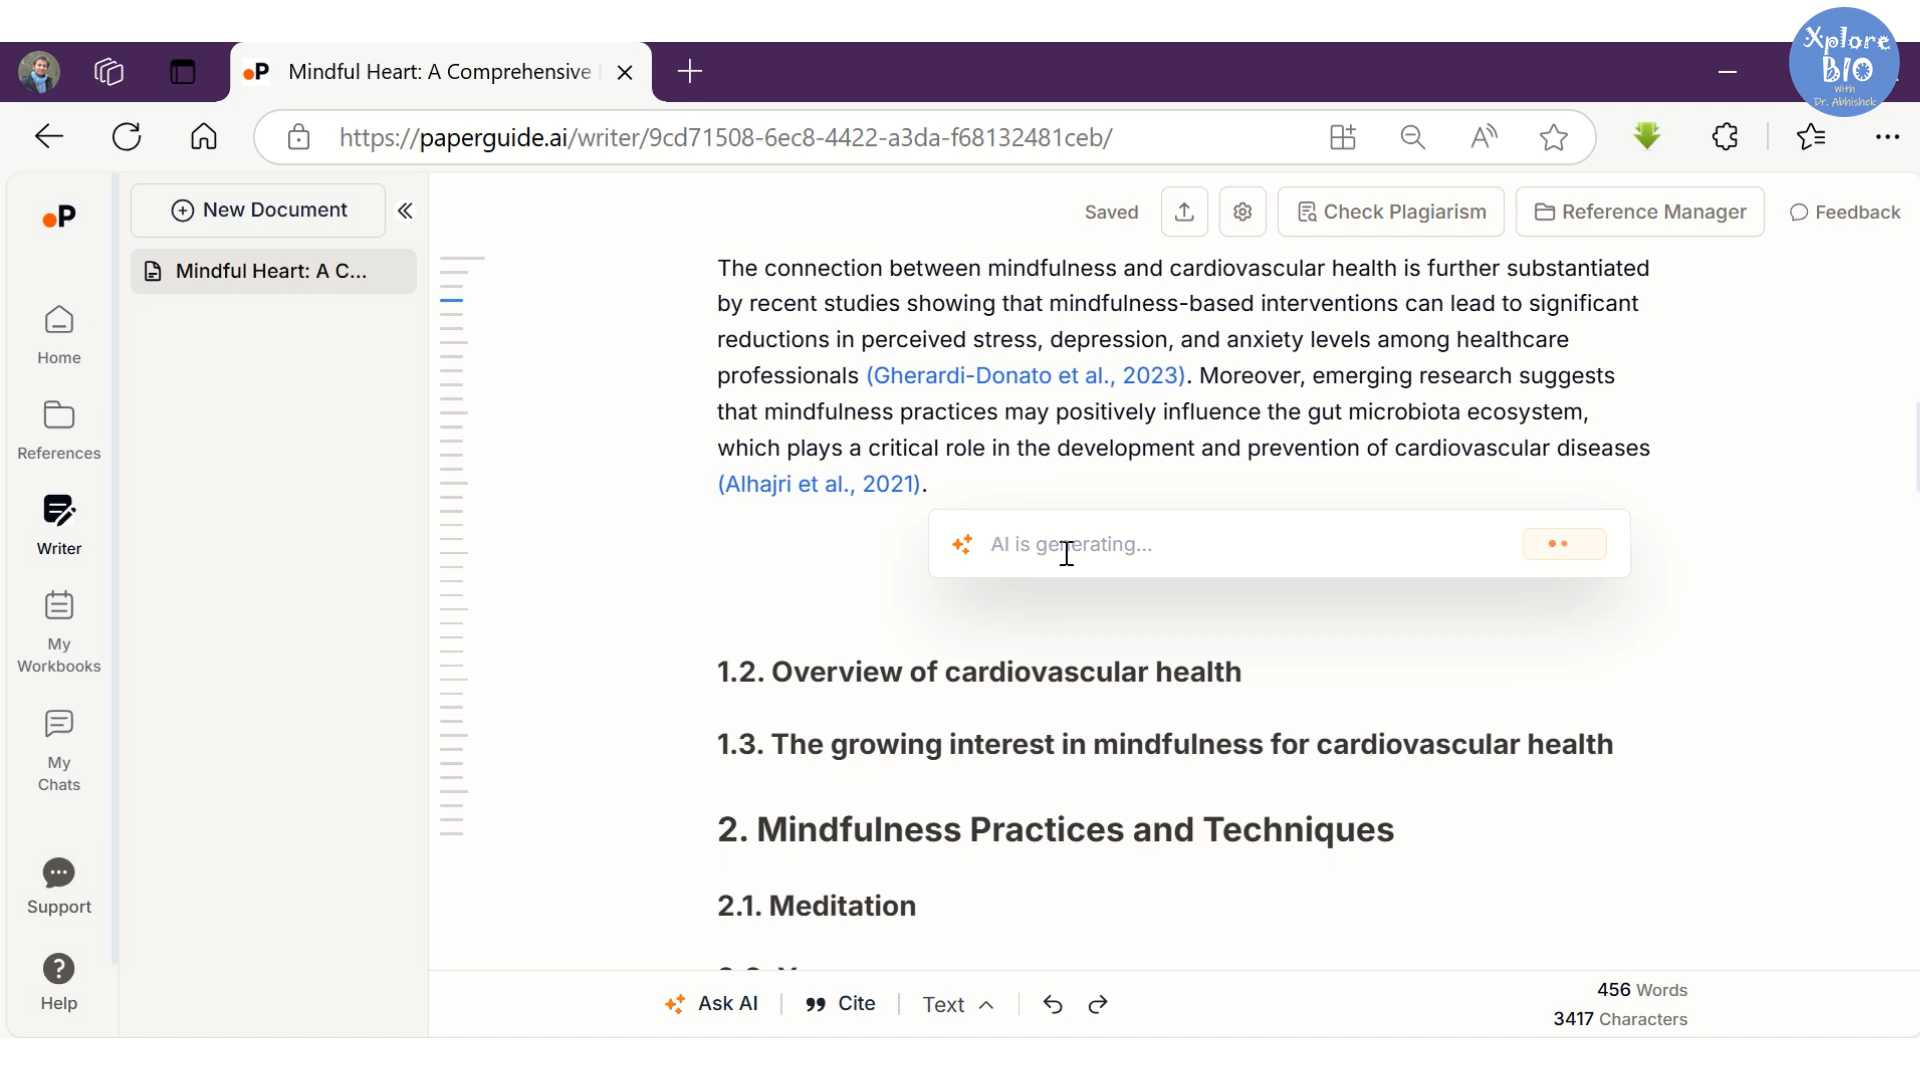 Xplore
BIO
With
Dr. Abhishek
P Mindful Heart: A Comprehensive
https://paperguide.ai/writer/9cd71508-6ec8-4422-a3da-f68132481ceb/
P
New Document
Saved
Check Plagiarism
Reference Manager
Feedback
Mindful Heart: A C...
Home
References
Writer
My
Workbooks
My
Chats
Support
Help
The connection between mindfulness and cardiovascular health is further substantiated
by recent studies showing that mindfulness-based interventions can lead to significant
reductions in perceived stress, depression, and anxiety levels among healthcare
professionals (Gherardi-Donato et al., 2023). Moreover, emerging research suggests
that mindfulness practices may positively influence the gut microbiota ecosystem,
which plays a critical role in the development and prevention of cardiovascular diseases
(Alhajri et al., 2021).
AI is generating...
1.2. Overview of cardiovascular health
1.3. The growing interest in mindfulness for cardiovascular health
2. Mindfulness Practices and Techniques
2.1. Meditation
Ask AI
Cite
Text
456 Words
3417 Characters